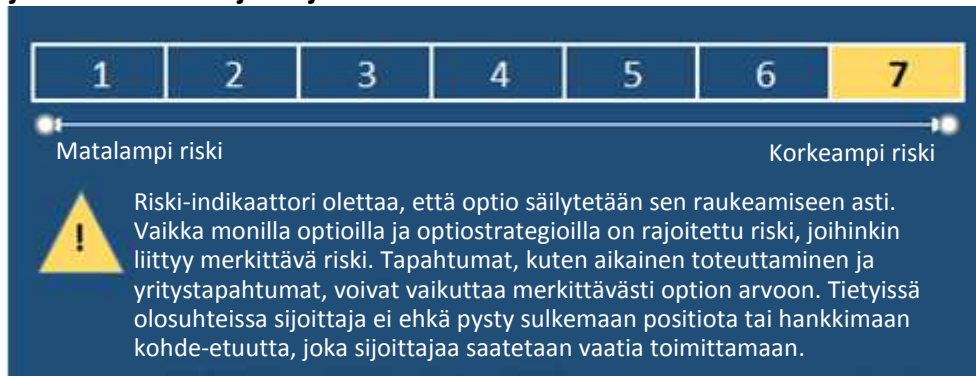 1 2 3 4 5 6 7
Matalampi riski Korkeampi riski
Riski-indikaattori olettaa, että optio säilytetään sen raukeamiseen asti.
!
Vaikka monilla optioilla ja optiostrategioilla on rajoitettu riski, joihinkin
liittyy merkittävä riski. Tapahtumat, kuten aikainen toteuttaminen ja
yritystapahtumat, voivat vaikuttaa merkittävästi option arvoon. Tietyissä
olosuhteissa sijoittaja ei ehkä pysty sulkemaan positiota tai hankkimaan
kohde-etuutta, joka sijoittajaa saatetaan vaatia toimittamaan.